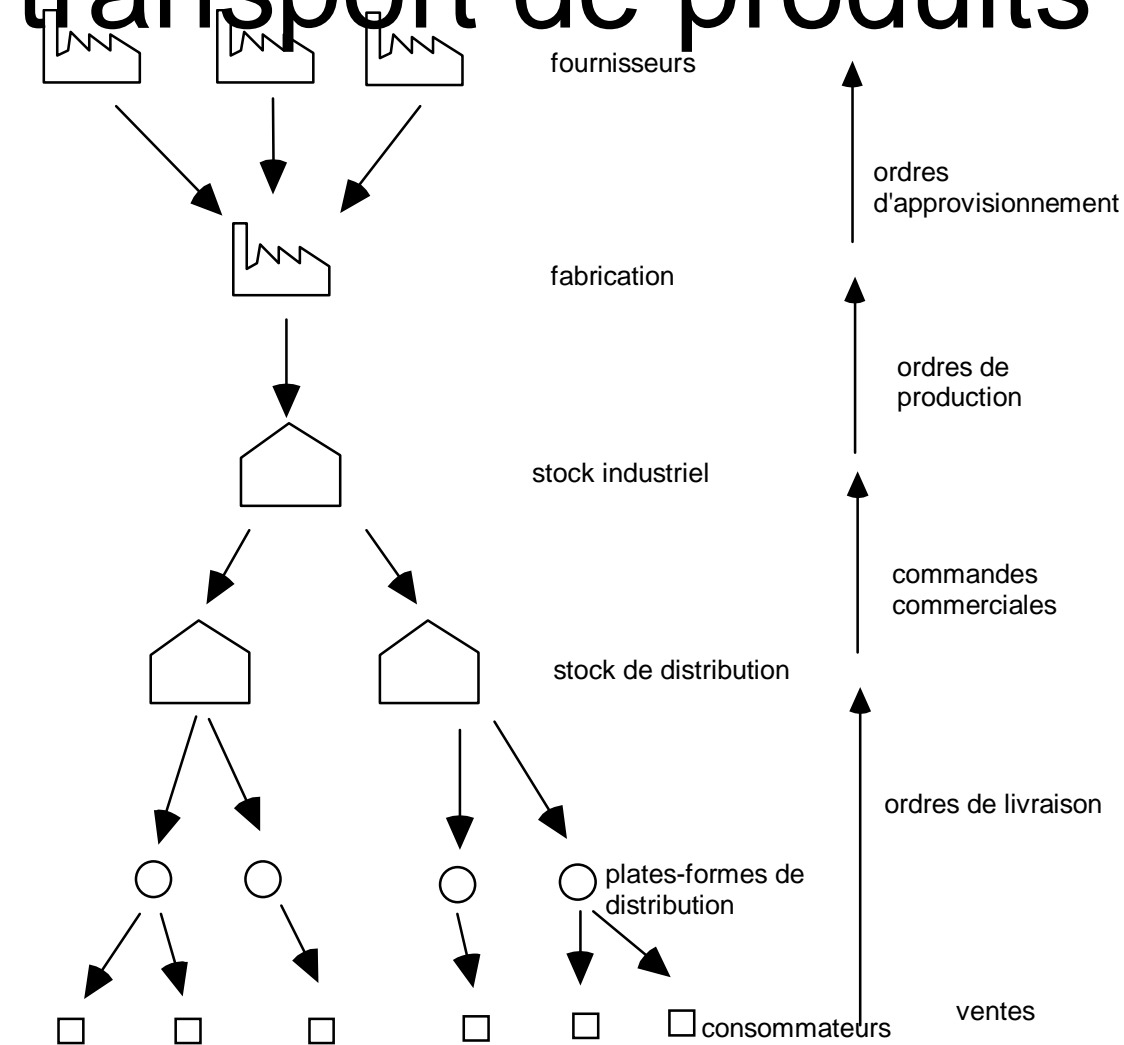 transport de produits
fournisseurs
ordres
d'approvisionnement
fabrication
ordres de
production
stock industriel
commandes
commerciales
stock de distribution
ordres de livraison
plates-formes de
distribution
ventes
consommateurs